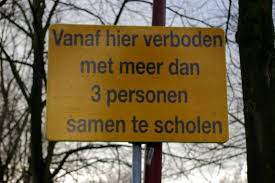 Vanaf hier verboden
met meer dan
3 personen
samen te scholen